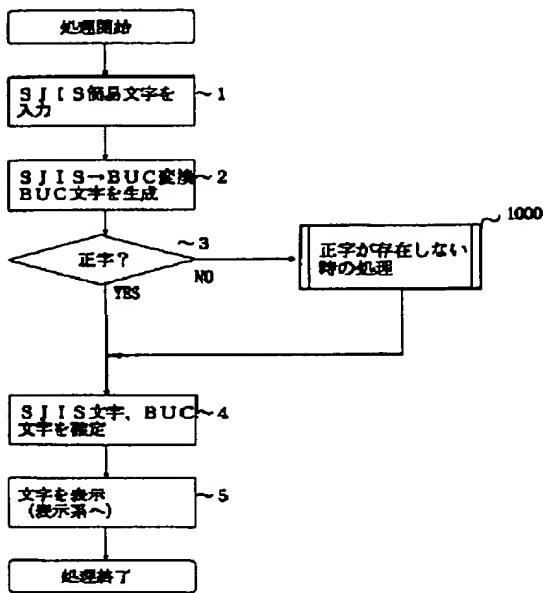 処理開始
SJIS簡易文字を ～1
入力
SJIS→BUC変換 ～2
BUC文字を生成
正字？ ～3
YES
NO
正字が存在しない ～1000
時の処理
SJIS文字、BUC ～4
文字を確定
文字を表示 ～5
(表示系へ)
処理終了